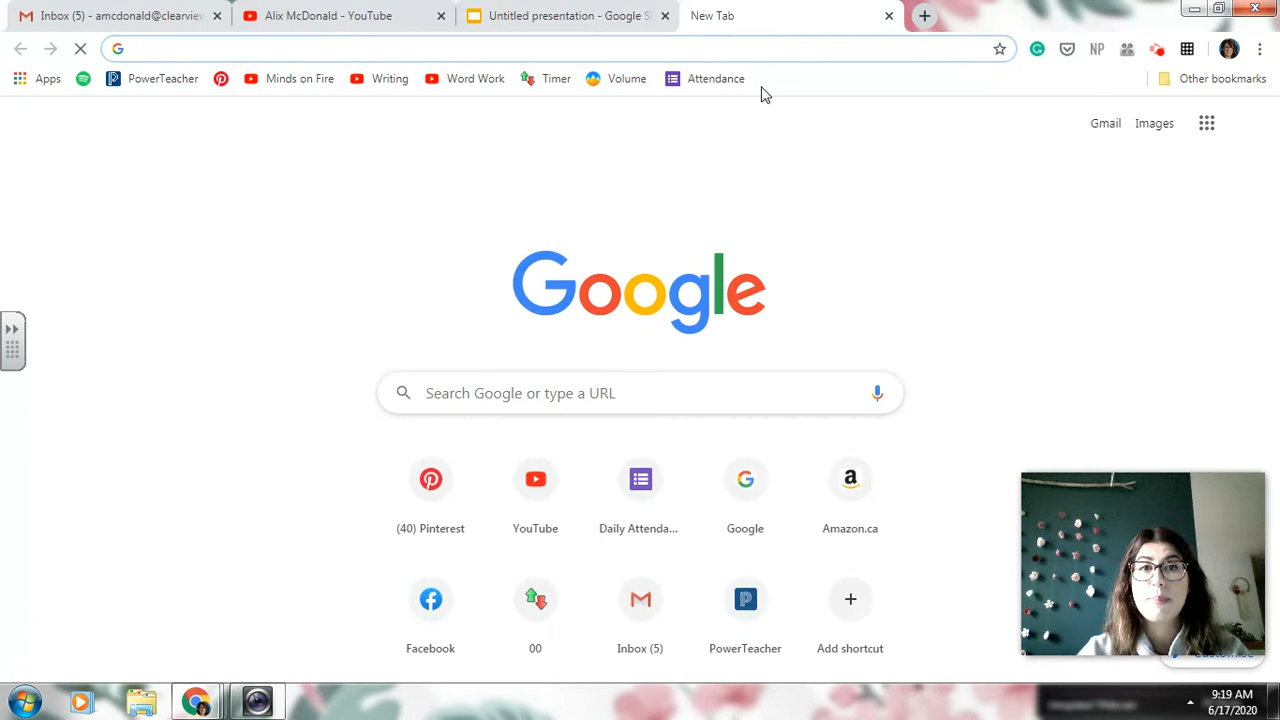 Inbox (5) - amcdonald@clearvie
Alix McDonald - YouTube
Untitled presentation - Google S
New Tab
Apps
PowerTeacher
Minds on Fire
Writing
Word Work
Timer
Volume
Attendance
Other bookmarks
NP
Gmail
Images
Google
Search Google or type a URL
(40) Pinterest
YouTube
Daily Attenda...
Google
Amazon.ca
Facebook
00
Inbox (5)
PowerTeacher
Add shortcut
9:19 AM
6/17/2020